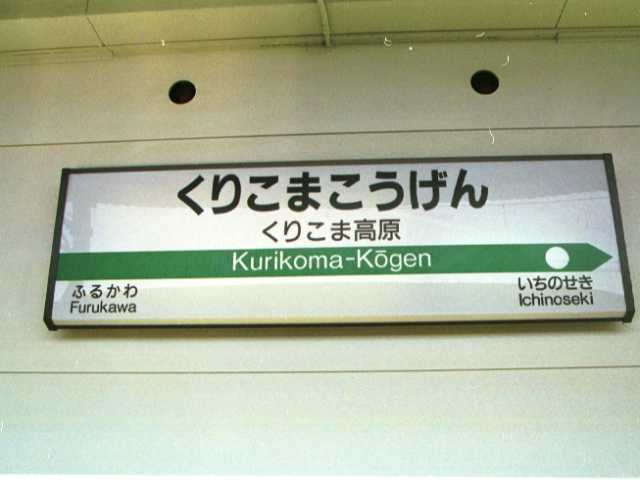 くりこまこうげん
くりこま高原
Kurikoma-Kōgen
ふるかわ
Furukawa
いちのせき
Ichinoseki